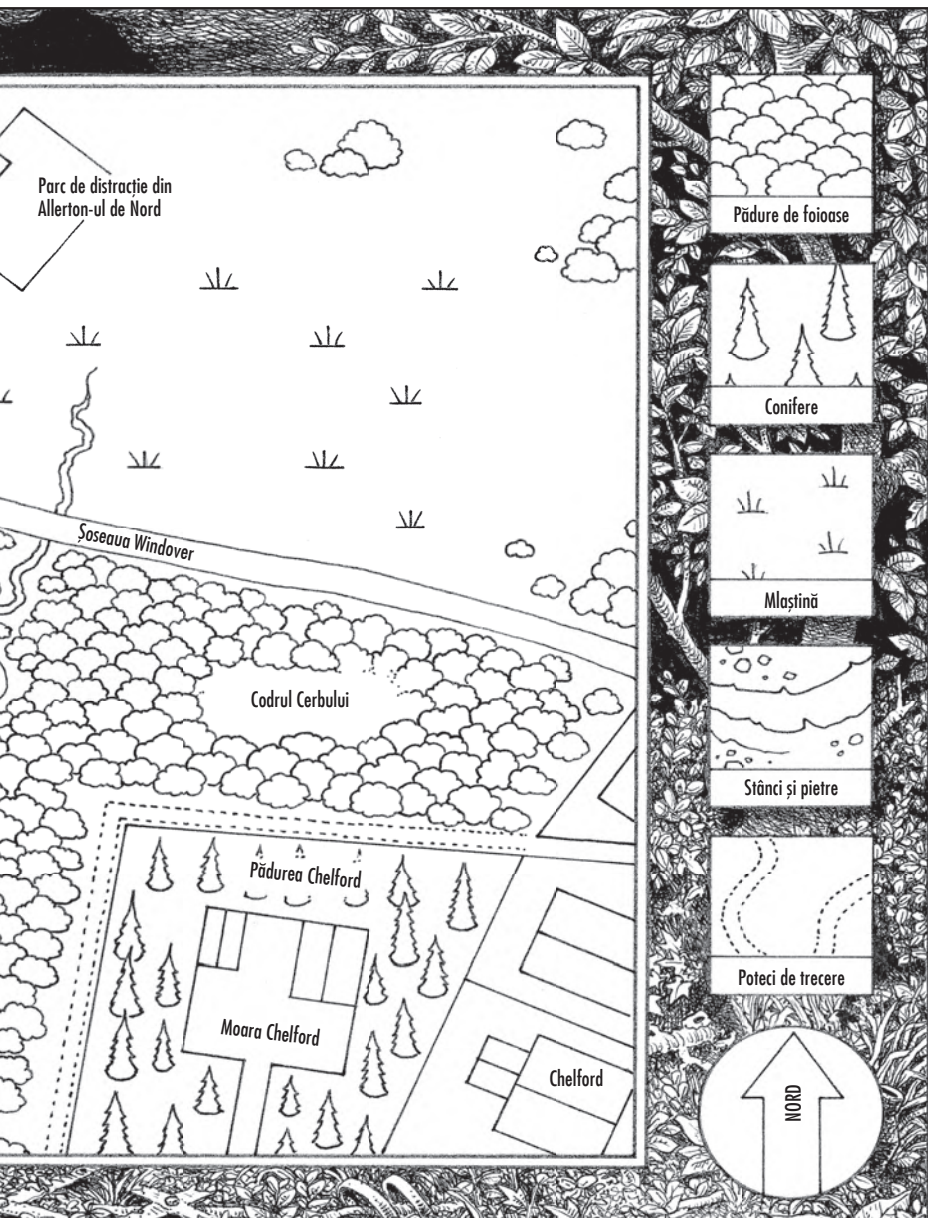 Parc de distracție din
Allerton-ul de Nord
Șoseaua Windover
Codrul Cerbului
Pădurea Chelford
Moara Chelford
Chelford
Pădure de foioase
Conifere
Mlaștină
Stânci și pietre
Poteci de trecere
NORD